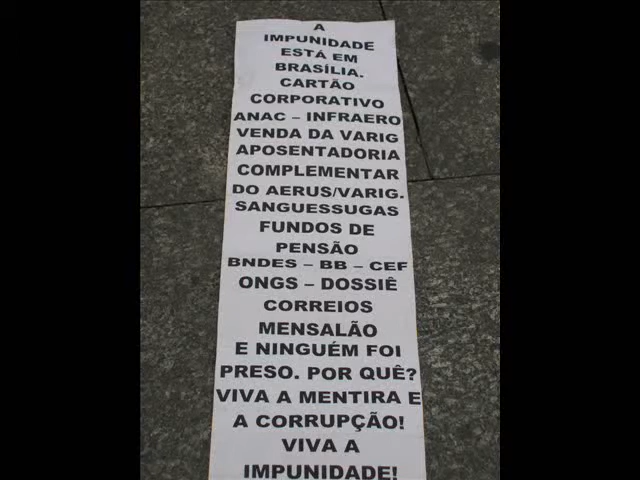 A
IMPUNIDADE
ESTÁ EM
BRASÍLIA.
CARTÃO
CORPORATIVO
ANAC – INFRAERO
VENDA DA VARIG
APOSENTADORIA
COMPLEMENTAR
DO AERUS/VARIG.
SANGUESSUGAS
FUNDOS DE
PENSÃO
BNDES – BB – CEF
ONGS – DOSSIÊ
CORREIOS
MENSALÃO
E NINGUÉM FOI
PRESO. POR QUÊ?
VIVA A MENTIRA E
A CORRUPÇÃO!
VIVA A
IMPUNIDADE!